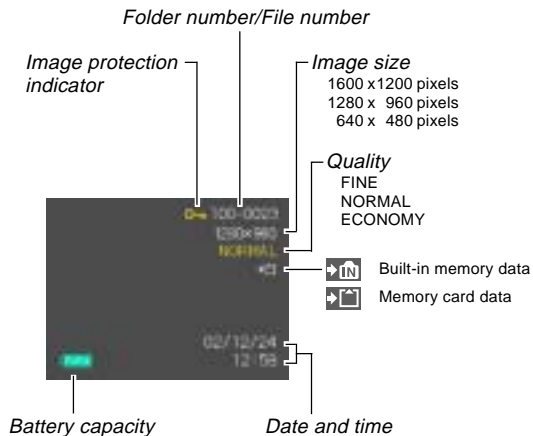 Folder number/File number
Image protection
indicator
Image size
1600 x1200 pixels
1280 x 960 pixels
640 x 480 pixels
Quality
FINE
NORMAL
ECONOMY
100-0023
1280×960
NORMAL
IN Built-in memory data
Memory card data
02/12/24
12:58
Battery capacity
Date and time